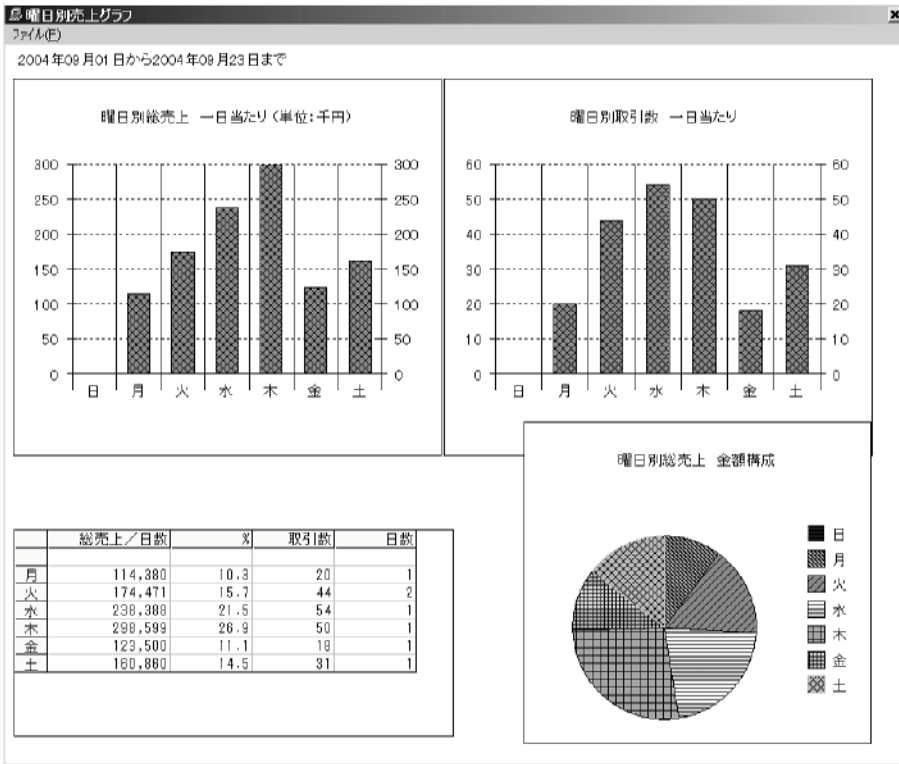 曜日別売上グラフ
ファイル(F)
2004年09月01日から2004年09月23日まで
曜日別総売上 一日当たり (単位:千円)
300 300
250 250
200 200
150 150
100 100
50 50
0 0
日 月 火 水 木 金 土
曜日別取引数 一日当たり
60 60
50 50
40 40
30 30
20 20
10 10
0 0
日 月 火 水 木 金 土
総売上/日数 % 取引数 日数
月 114,380 10.3 20 1
火 174,471 15.7 44 2
水 238,388 21.5 54 1
木 298,599 26.9 50 1
金 123,500 11.1 18 1
土 160,860 14.5 31 1
曜日別総売上 金額構成
日
月
火
水
木
金
土